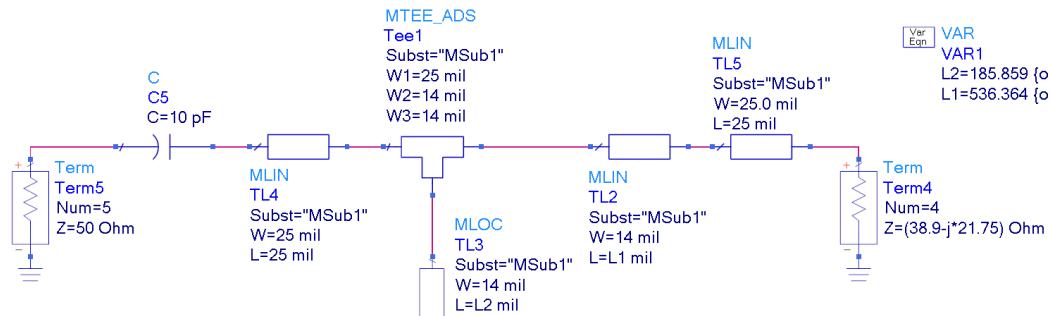 MTEE_ADS
Tee1
Subst="MSub1"
W1=25 mil
W2=14 mil
W3=14 mil
C
C5
C=10 pF
MLIN
TL5
Subst="MSub1"
W=25.0 mil
L=25 mil
Var
Eqn
VAR
VAR1
L2=185.859 {o
L1=536.364 {o
+
Term
Term5
Num=5
Z=50 Ohm
-
MLIN
TL4
Subst="MSub1"
W=25 mil
L=25 mil
MLOC
TL3
Subst="MSub1"
W=14 mil
L=L2 mil
MLIN
TL2
Subst="MSub1"
W=14 mil
L=L1 mil
+
Term
Term4
Num=4
Z=(38.9-j*21.75) Ohm
-